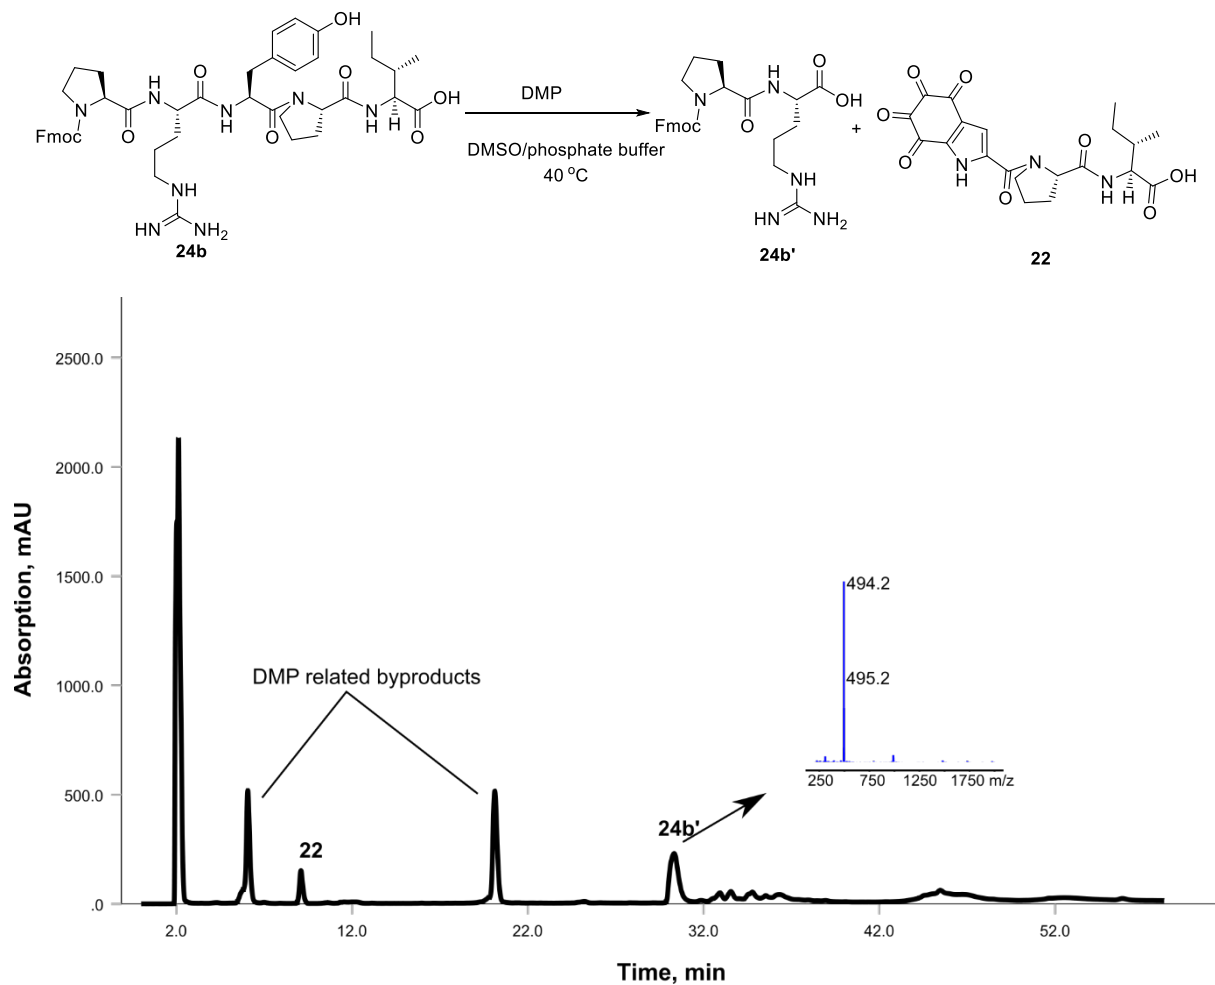 OH
H
N
O
O
H
N
N
O
N
H
O
N
H
H
OH
O
Fmoc
NH
HN
NH2
24b
DMP
DMSO/phosphate buffer
40 °C
N
Fmoc
O
H
N
O
OH
NH
HN
NH2
24b'
+
O
O
O
O
N
H
O
N
O
N
H
H
OH
O
22
Absorption, mAU
2500.0
2000.0
1500.0
1000.0
500.0
.0
DMP related byproducts
22
24b'
494.2
495.2
250 750 1250 1750 m/z
2.0 12.0 22.0 32.0 42.0 52.0
Time, min